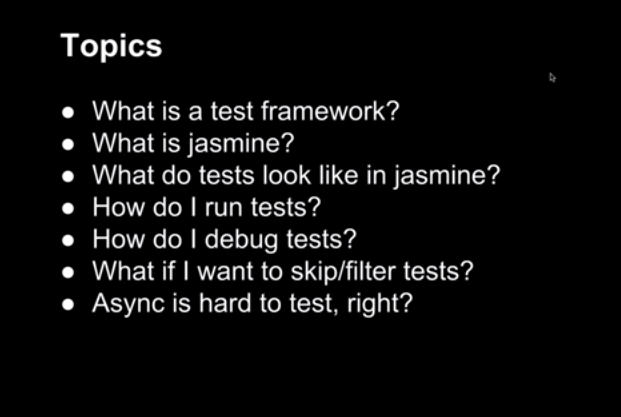 Topics
● What is a test framework?
● What is jasmine?
● What do tests look like in jasmine?
● How do I run tests?
● How do I debug tests?
● What if I want to skip/filter tests?
● Async is hard to test, right?